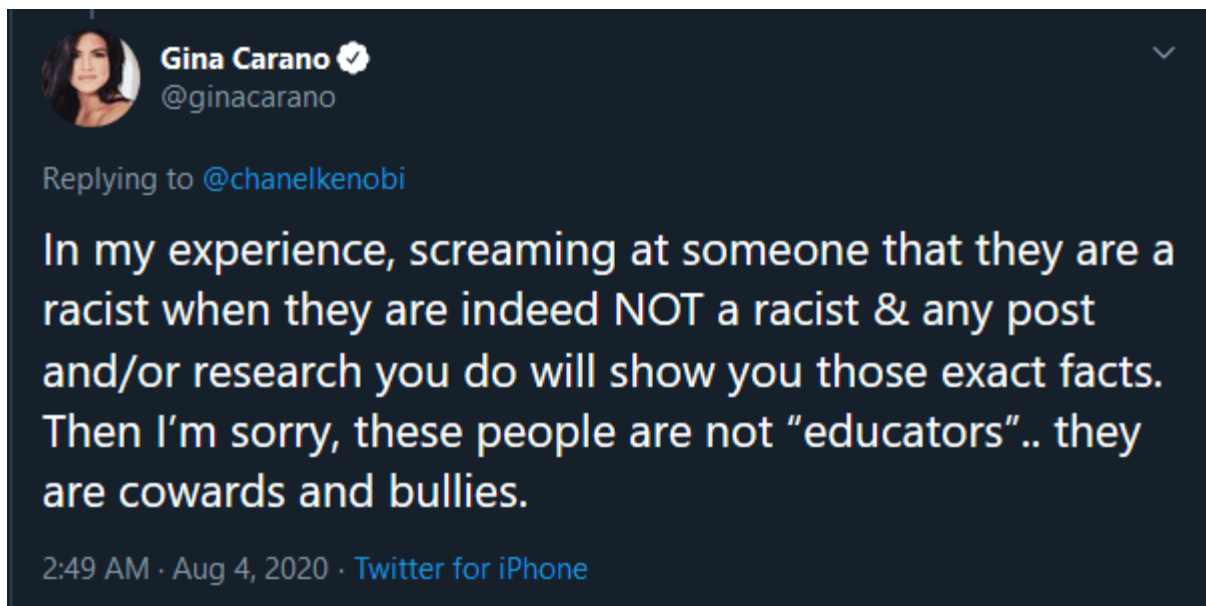 Gina Carano
@ginacarano
Replying to @chanelkenobi
In my experience, screaming at someone that they are a
racist when they are indeed NOT a racist & any post
and/or research you do will show you those exact facts.
Then I’m sorry, these people are not “educators”.. they
are cowards and bullies.
2:49 AM · Aug 4, 2020 · Twitter for iPhone